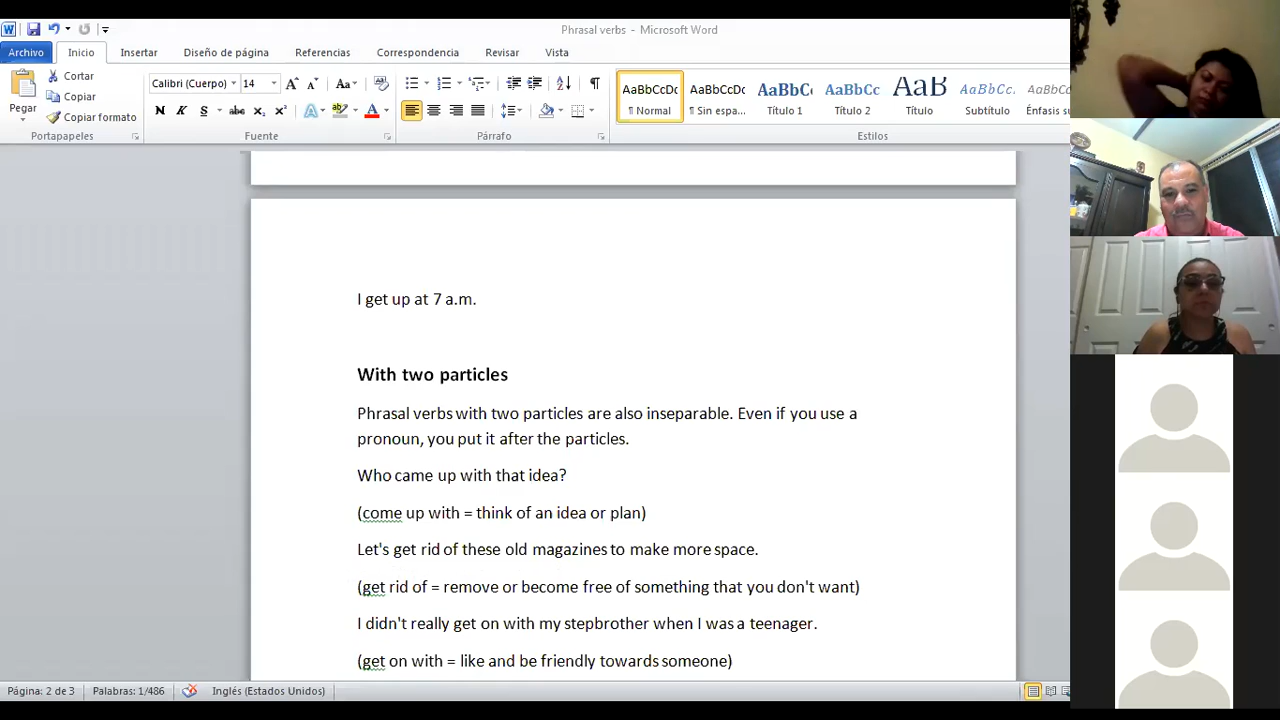 Phrasal verbs - Microsoft Word
Archivo Inicio Insertar Diseño de página Referencias Correspondencia Revisar Vista
Pegar
Cortar
Copiar
Copiar formato
Portapapeles
Calibri (Cuerpo) 14
N K S abc x₂ x²
Fuente
Párrafo
AaBbCcDc AaBbCcDc AaBbC AaBbCc AaB AaBbCc. AaBbCc
¶ Normal ¶ Sin espa... Título 1 Título 2 Título Subtítulo Énfasis su
Estilos
I get up at 7 a.m.
With two particles
Phrasal verbs with two particles are also inseparable. Even if you use a
pronoun, you put it after the particles.
Who came up with that idea?
(come up with = think of an idea or plan)
Let's get rid of these old magazines to make more space.
(get rid of = remove or become free of something that you don't want)
I didn't really get on with my stepbrother when I was a teenager.
(get on with = like and be friendly towards someone)
Página: 2 de 3 Palabras: 1/486 Inglés (Estados Unidos)